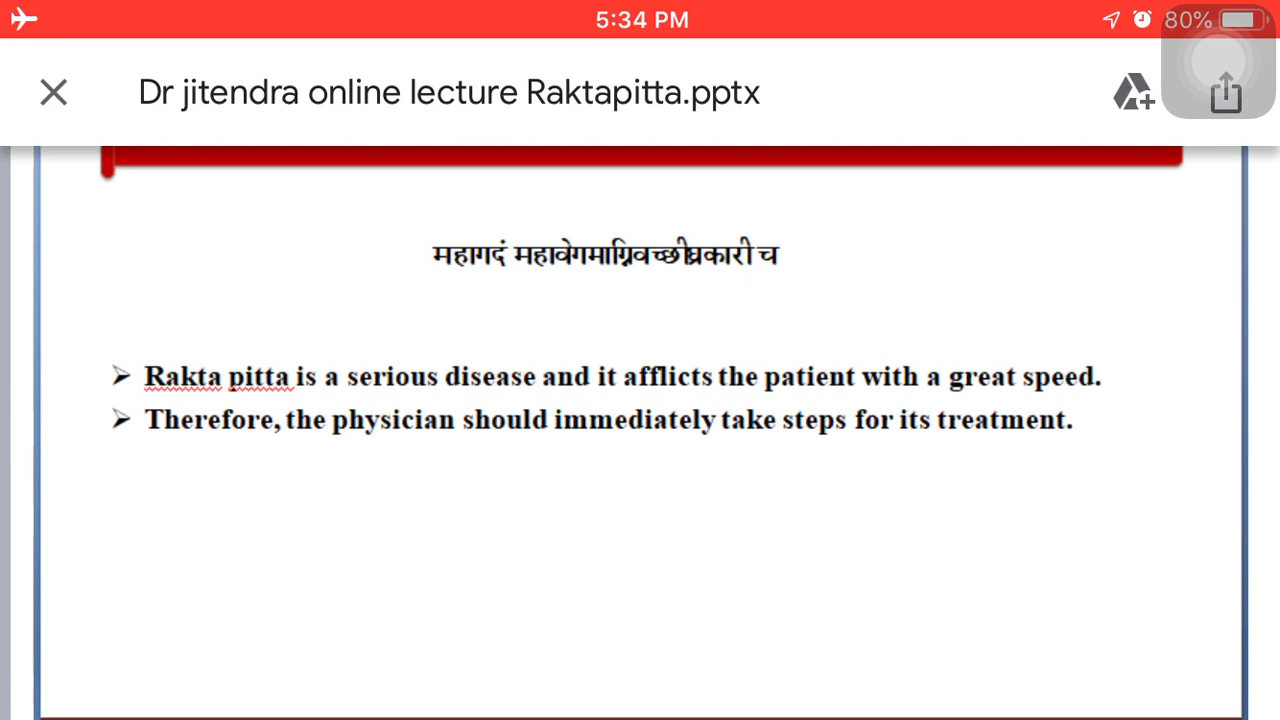 5:34 PM
80%
Dr jitendra online lecture Raktapitta.pptx
महागदं महावेगमाग्निवच्छीघ्रकारी च
➢ Rakta pitta is a serious disease and it afflicts the patient with a great speed.
➢ Therefore, the physician should immediately take steps for its treatment.